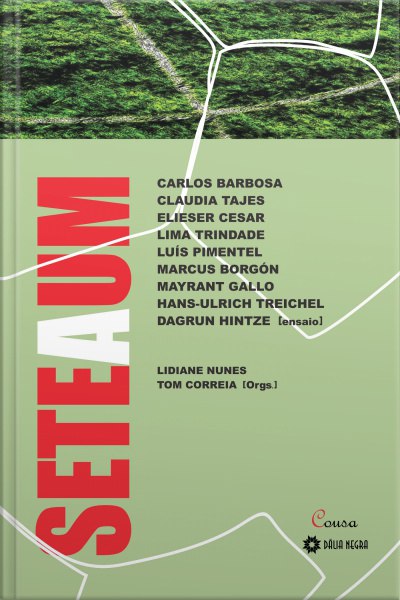 SETEAUM
CARLOS BARBOSA
CLAUDIA TAJES
ELIESER CESAR
LIMA TRINDADE
LUÍS PIMENTEL
MARCUS BORGÓN
MAYRANT GALLO
HANS-ULRICH TREICHEL
DAGRUN HINTZE [ensaio]
LIDIANE NUNES
TOM CORREIA [Orgs.]
Cousa
DÁLIA NEGRA